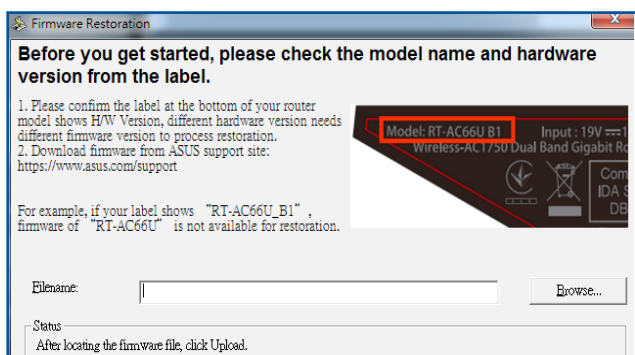 Firmware Restoration
Before you get started, please check the model name and hardware
version from the label.
1. Please confirm the label at the bottom of your router
model shows H/W Version, different hardware version needs
different firmware version to process restoration.
2. Download firmware from ASUS support site:
https://www.asus.com/support
For example, if your label shows “RT-AC66U_B1” ,
firmware of “RT-AC66U” is not available for restoration.
Model: RT-AC66U B1
Input : 19V
Wireless-AC1750 Dual Band Gigabit
Com
IDA
DB
Filename:
Browse...
Status
After locating the firmware file, click Upload.